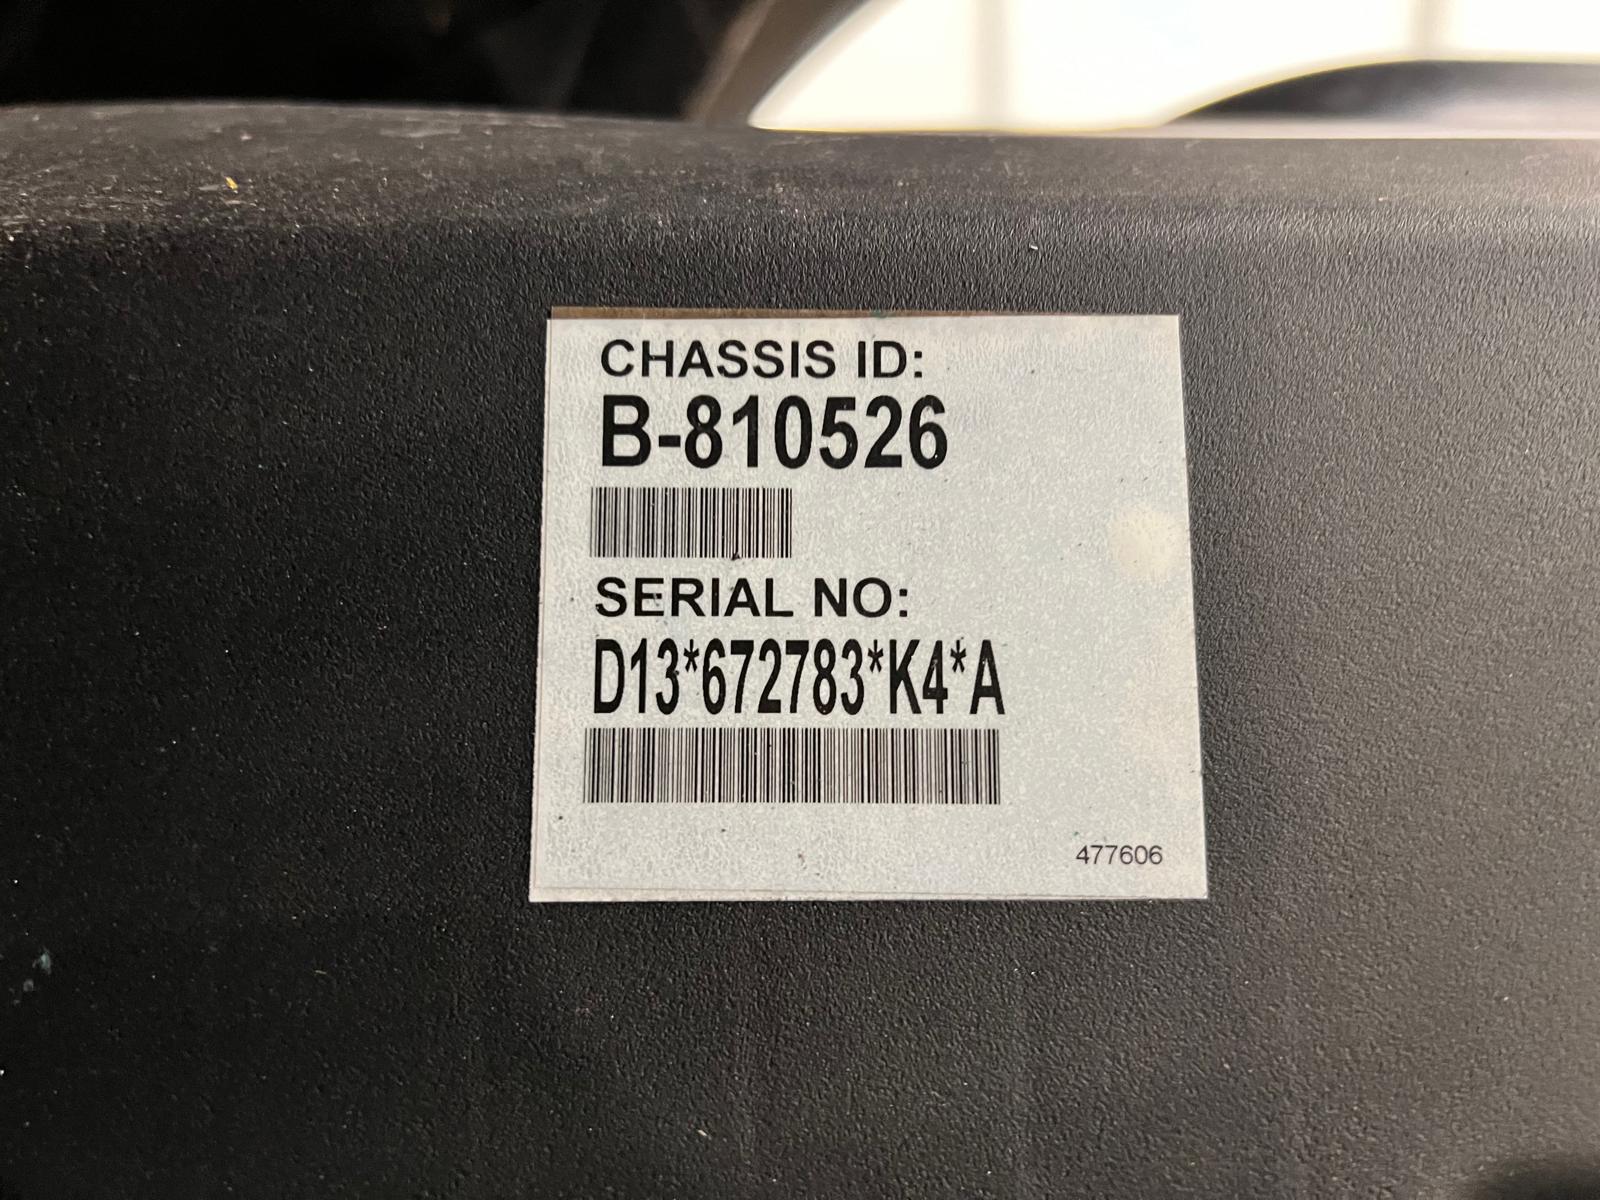 CHASSIS ID:
B-810526
SERIAL NO:
D13*672783*K4*A
477606